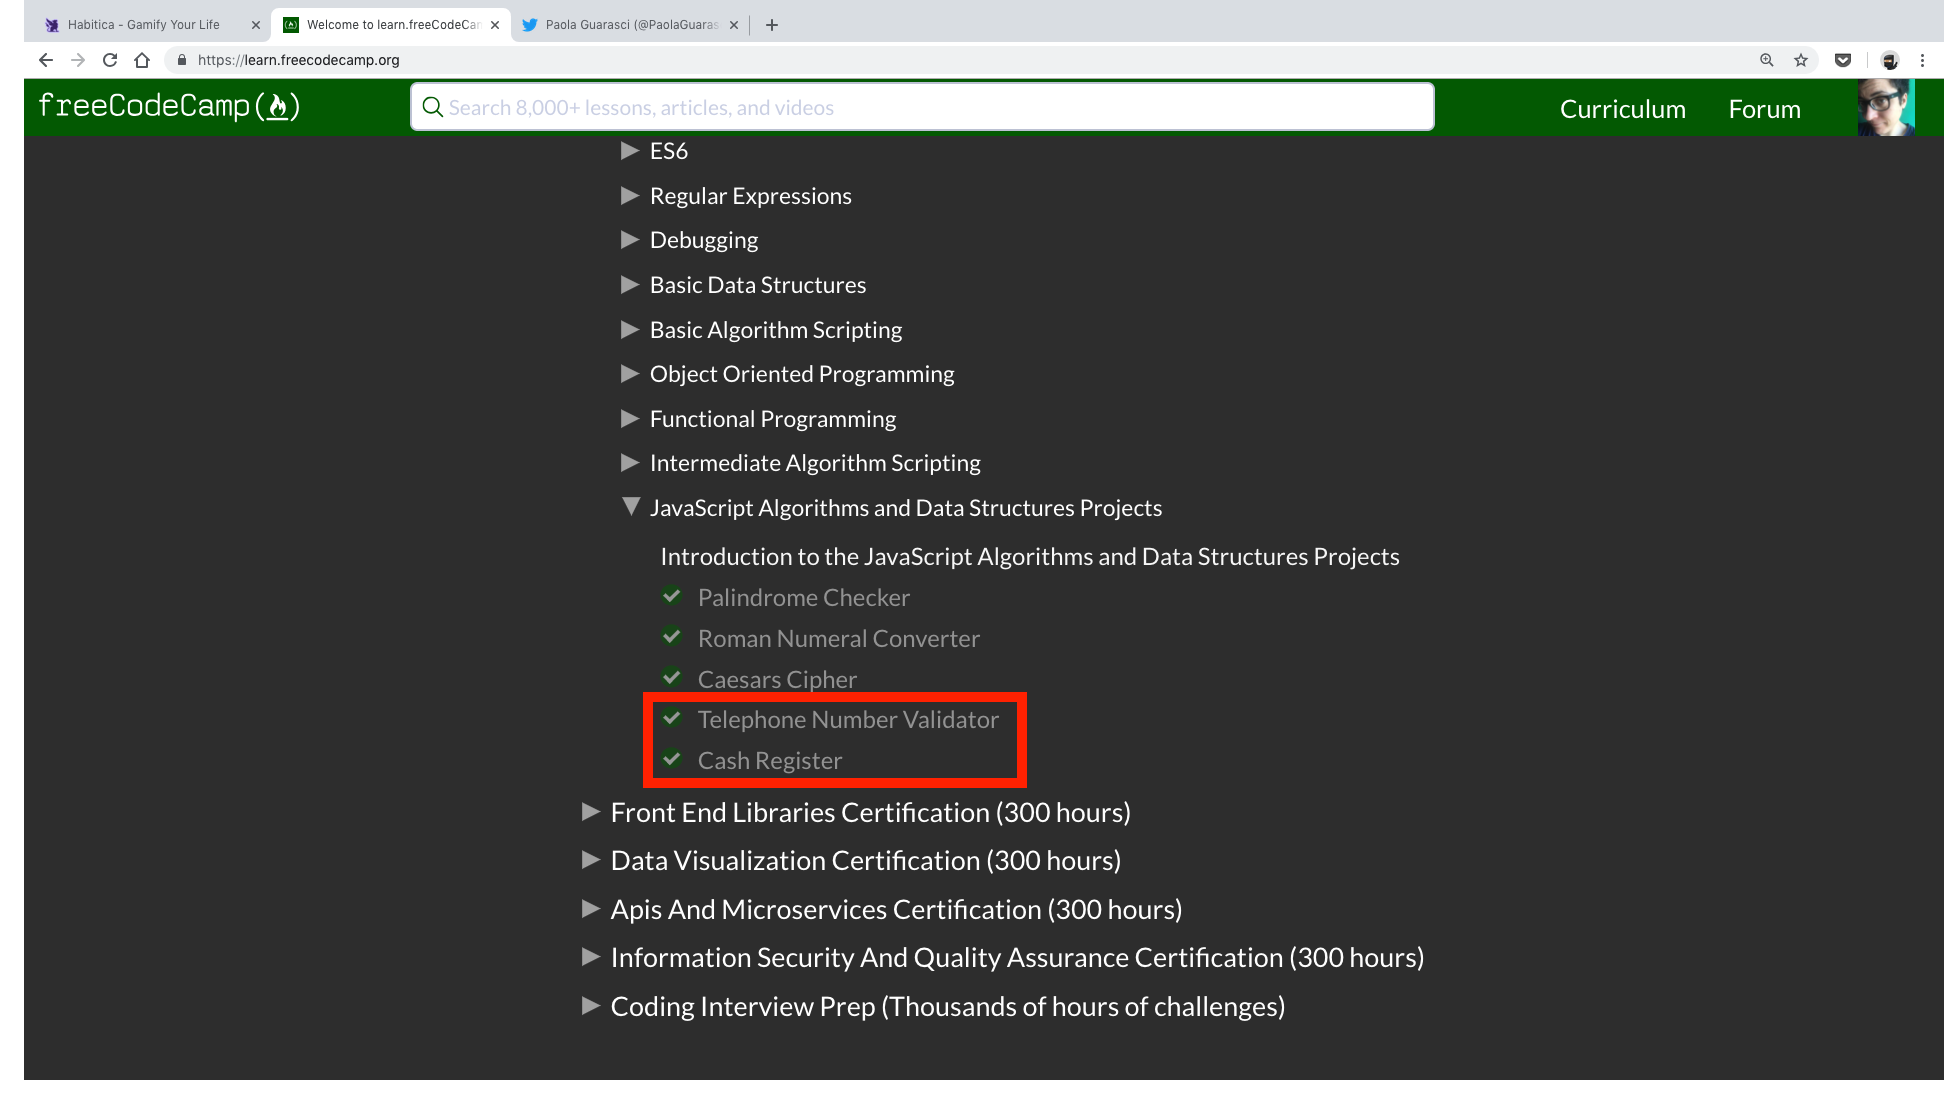 Habitica - Gamify Your Life
Welcome to learn.freeCodeCam
Paola Guarasci (@PaolaGuaras
https://learn.freecodecamp.org
freeCodeCamp(🔥)
Search 8,000+ lessons, articles, and videos
Curriculum
Forum
ES6
Regular Expressions
Debugging
Basic Data Structures
Basic Algorithm Scripting
Object Oriented Programming
Functional Programming
Intermediate Algorithm Scripting
JavaScript Algorithms and Data Structures Projects
Introduction to the JavaScript Algorithms and Data Structures Projects
Palindrome Checker
Roman Numeral Converter
Caesars Cipher
Telephone Number Validator
Cash Register
Front End Libraries Certification (300 hours)
Data Visualization Certification (300 hours)
Apis And Microservices Certification (300 hours)
Information Security And Quality Assurance Certification (300 hours)
Coding Interview Prep (Thousands of hours of challenges)